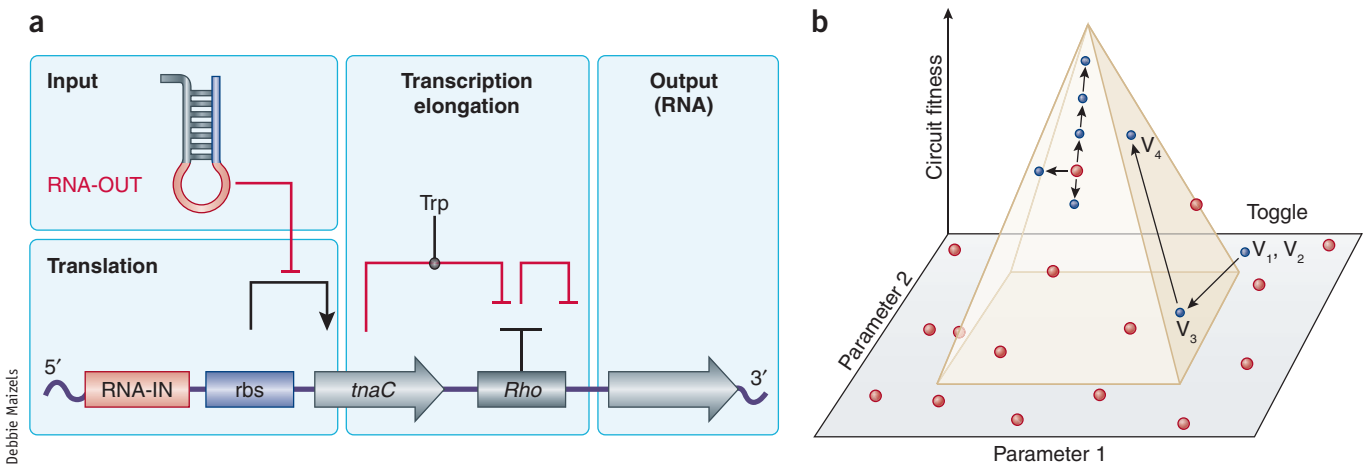 a
Input
RNA-OUT
Translation
Transcription
elongation
Trp
Output
(RNA)
5′
RNA-IN
rbs
tnaC
Rho
3′
Debbie Maizels
b
Circuit fitness
V4
Toggle
V1, V2
V3
Parameter 2
Parameter 1